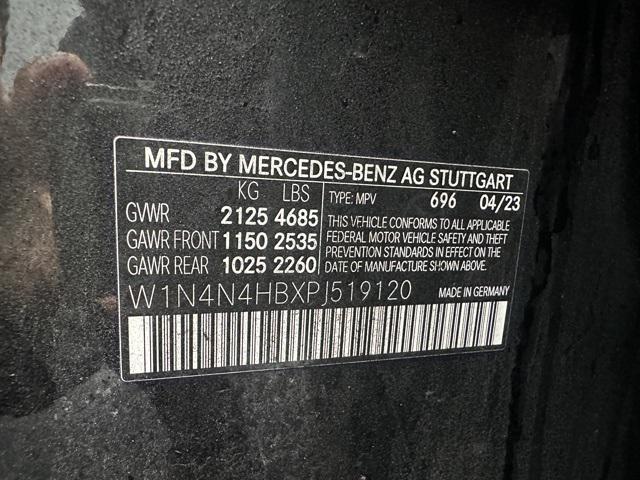 MFD BY MERCEDES-BENZ AG STUTTGART
KG LBS
GVWR 2125 4685
GAWR FRONT 1150 2535
GAWR REAR 1025 2260
TYPE: MPV 696 04/23
THIS VEHICLE CONFORMS TO ALL APPLICABLE
FEDERAL MOTOR VEHICLE SAFETY AND THEFT
PREVENTION STANDARDS IN EFFECT ON THE
DATE OF MANUFACTURE SHOWN ABOVE.
W1N4N4HBXPJ519120 MADE IN GERMANY